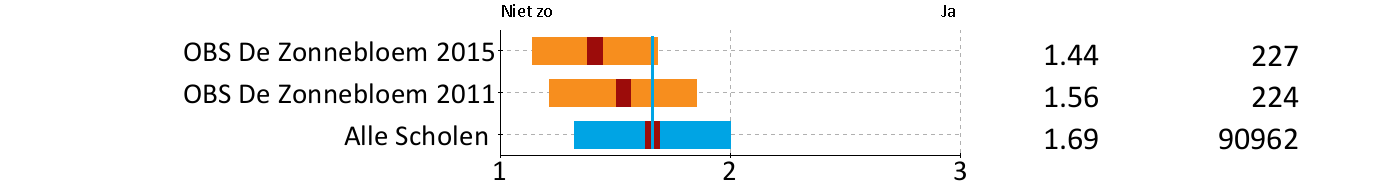 Niet zo Ja
OBS De Zonnebloem 2015 1.44 227
OBS De Zonnebloem 2011 1.56 224
Alle Scholen 1.69 90962
1 2 3